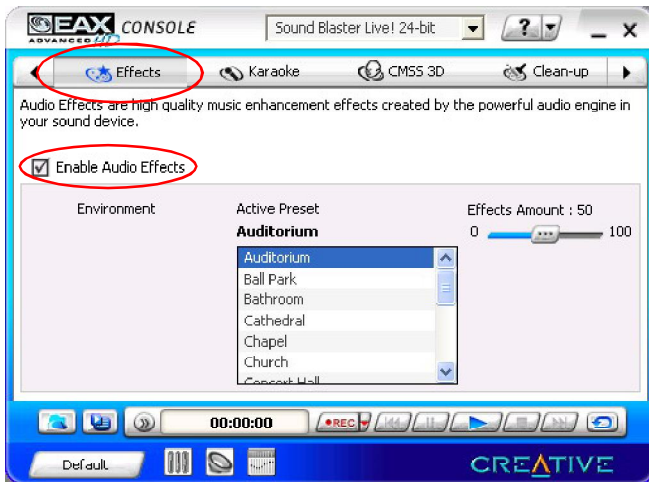 EAX CONSOLE
ADVANCED HD
Sound Blaster Live! 24-bit
?
Effects
Karaoke
CMSS 3D
Clean-up
Audio Effects are high quality music enhancement effects created by the powerful audio engine in
your sound device.
Enable Audio Effects
Environment
Active Preset
Effects Amount : 50
Auditorium
0
100
Auditorium
Ball Park
Bathroom
Cathedral
Chapel
Church
Concert Hall
00:00:00
REC
Default
CREATIVE